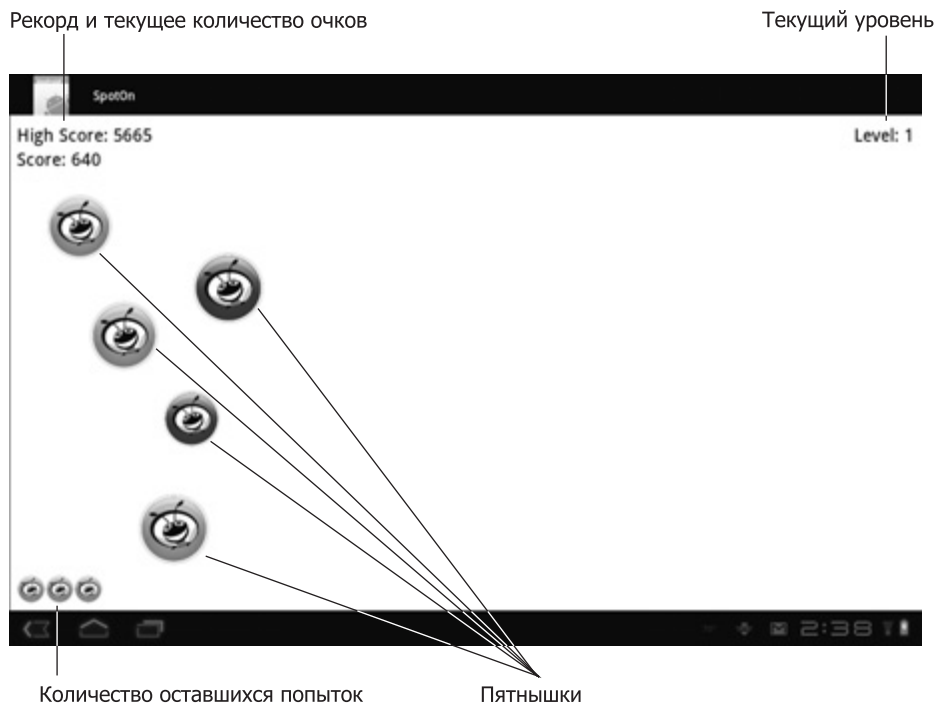 Рекорд и текущее количество очков
Текущий уровень
SpotOn
High Score: 5665
Level: 1
Score: 640
2:38
Количество оставшихся попыток
Пятнышки